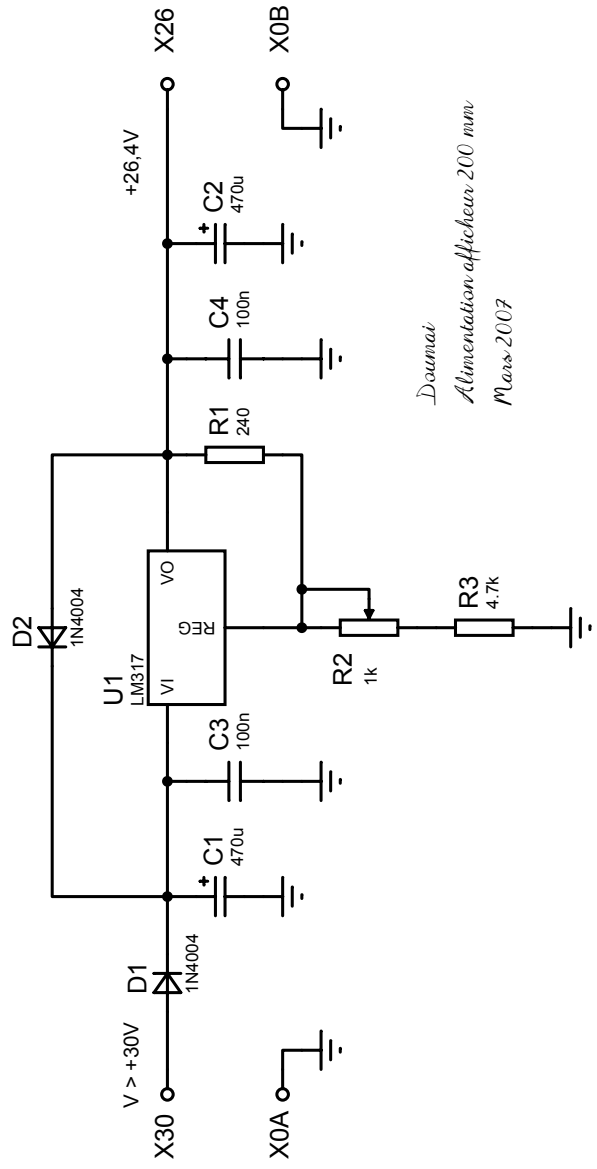 D2
1N4004
X30
V > +30V
D1
1N4004
C1
+
470u
C3
100n
U1
LM317
VI
VO
REG
R1
240
R2
1k
R3
4.7k
C4
100n
C2
+
470u
+26,4V
X26
X0A
X0B
Doumai
Alimentation afficheur 200 mm
Mars 2007